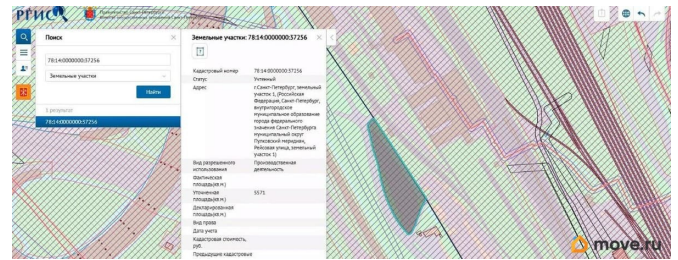 РГИС
Правительство Санкт-Петербурга
Поиск
78:14:0000000:37256
Земельные участки
Найти
1 результат
78:14:0000000:37256
Земельные участки: 78:14:0000000:37256
Кадастровый номер 78:14:0000000:37256
Статус Учтенный
Адрес г.Санкт-Петербург, земельный
участок 1, (Российская
Федерация, Санкт-Петербург,
внутригородское
муниципальное образование
города федерального
значения Санкт-Петербурга
муниципальный округ
Пулковский меридиан,
Рейсовая улица, земельный
участок 1)
Вид разрешенного Производственная
использования деятельность.
Фактическая
площадь(кв.м.)
Уточненная 5571
площадь(кв.м.)
Декларированная
площадь(кв.м.)
Вид права
Дата учета
Кадастровая стоимость,
руб.
Предыдущие кадастровые
move.ru